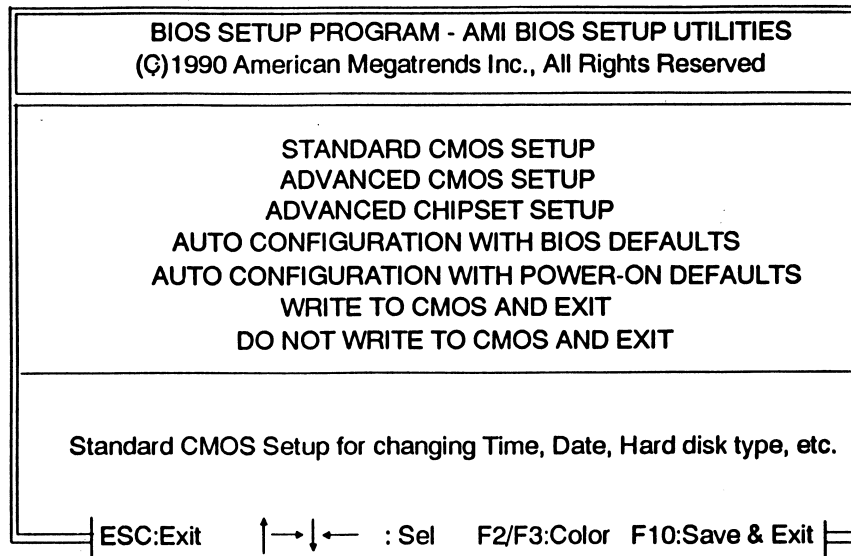 BIOS SETUP PROGRAM - AMI BIOS SETUP UTILITIES
(C)1990 American Megatrends Inc., All Rights Reserved
STANDARD CMOS SETUP
ADVANCED CMOS SETUP
ADVANCED CHIPSET SETUP
AUTO CONFIGURATION WITH BIOS DEFAULTS
AUTO CONFIGURATION WITH POWER-ON DEFAULTS
WRITE TO CMOS AND EXIT
DO NOT WRITE TO CMOS AND EXIT
Standard CMOS Setup for changing Time, Date, Hard disk type, etc.
ESC:Exit ↑→↓← : Sel F2/F3:Color F10:Save & Exit